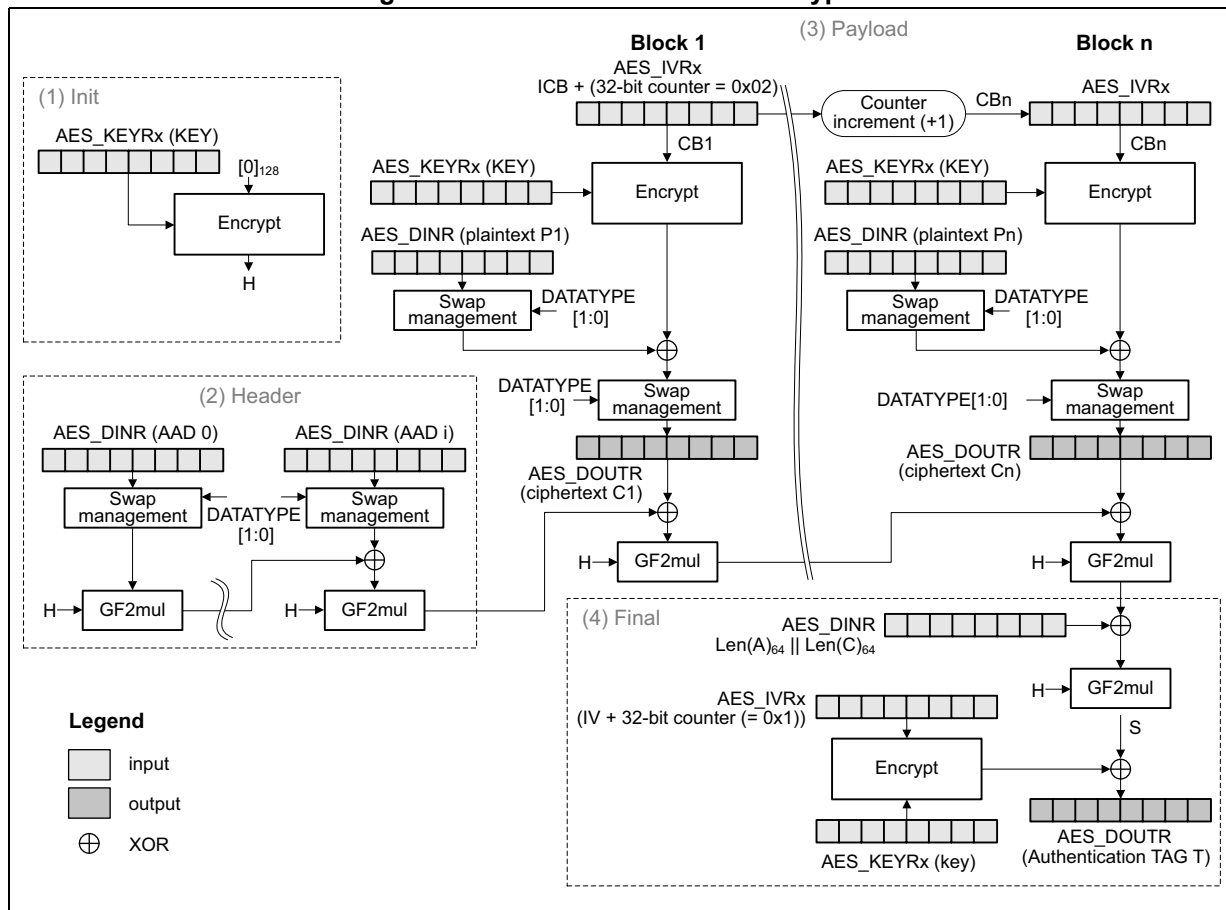 (3) Payload
Block 1
Block n
AES_IVRx
ICB + (32-bit counter = 0x02)
Counter
increment (+1)
CBn
AES_IVRx
CB1
CBn
(1) Init
AES_KEYRx (KEY)
[0]128
Encrypt
H
AES_KEYRx (KEY)
Encrypt
AES_DINR (plaintext P1)
Swap
management
DATATYPE
[1:0]
DATATYPE
[1:0]
Swap
management
AES_DOUTR
(ciphertext C1)
H
GF2mul
AES_KEYRx (KEY)
Encrypt
AES_DINR (plaintext Pn)
Swap
management
DATATYPE
[1:0]
DATATYPE[1:0]
Swap
management
AES_DOUTR
(ciphertext Cn)
H
GF2mul
(2) Header
AES_DINR (AAD 0)
AES_DINR (AAD i)
Swap
management
DATATYPE
[1:0]
Swap
management
H
GF2mul
H
GF2mul
(4) Final
AES_DINR
Len(A)64 || Len(C)64
H
GF2mul
AES_IVRx
(IV + 32-bit counter (= 0x1))
S
Encrypt
AES_KEYRx (key)
AES_DOUTR
(Authentication TAG T)
Legend
input
output
XOR